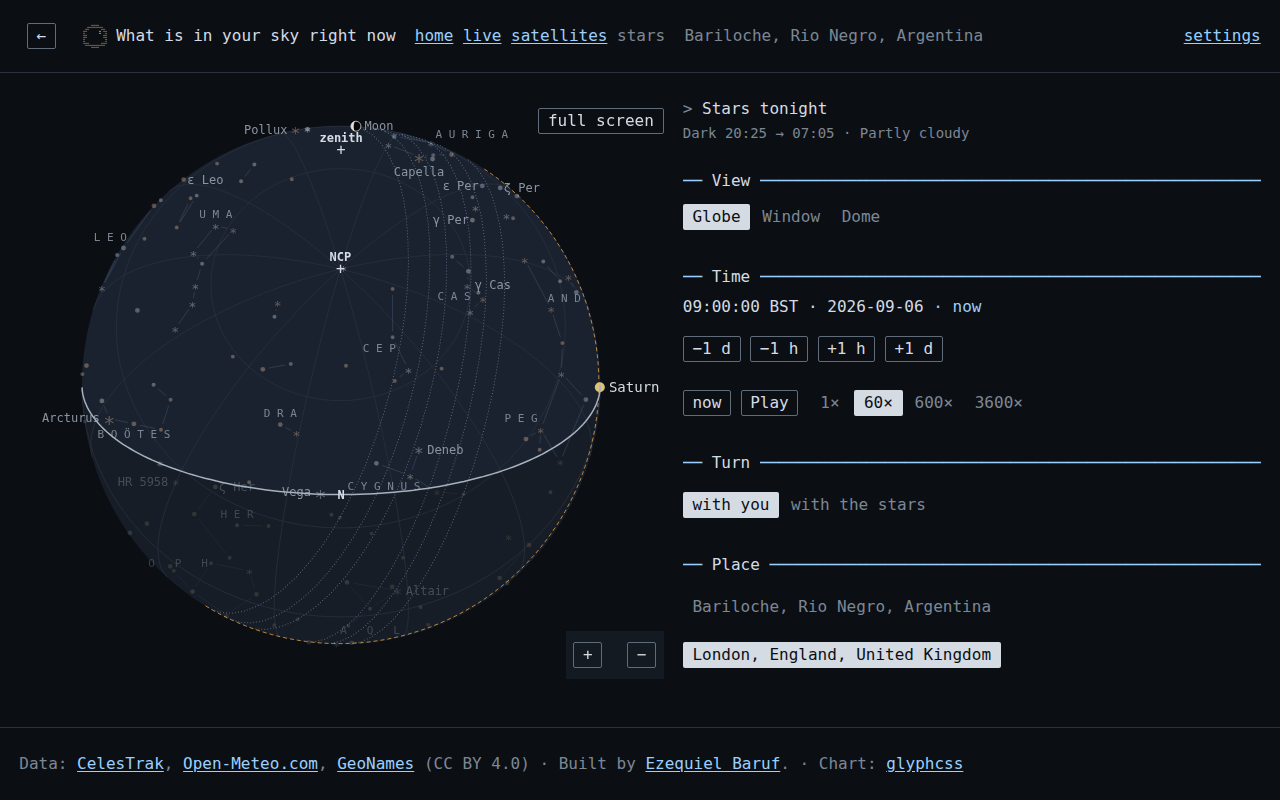 ← What is in your sky right now home live satellites stars Bariloche, Rio Negro, Argentina settings
full screen
Pollux
Moon
zenith
AURIGA
Capella
ε Leo
ε Per
ζ Per
UMA
γ Per
LEO
NCP
γ Cas
CAS
AND
CEP
DRA
Saturn
Arcturus
BOÖTES
PEG
Deneb
HR 5958
ζ Her
Vega
N
CYGNUS
HER
OPH
Altair
AQL
+ −
> Stars tonight
Dark 20:25 → 07:05 · Partly cloudy
View
Globe Window Dome
Time
09:00:00 BST · 2026-09-06 · now
−1 d −1 h +1 h +1 d
now Play 1× 60× 600× 3600×
Turn
with you with the stars
Place
Bariloche, Rio Negro, Argentina
London, England, United Kingdom
Data: CelesTrak, Open-Meteo.com, GeoNames (CC BY 4.0) · Built by Ezequiel Baruf. · Chart: glyphcss